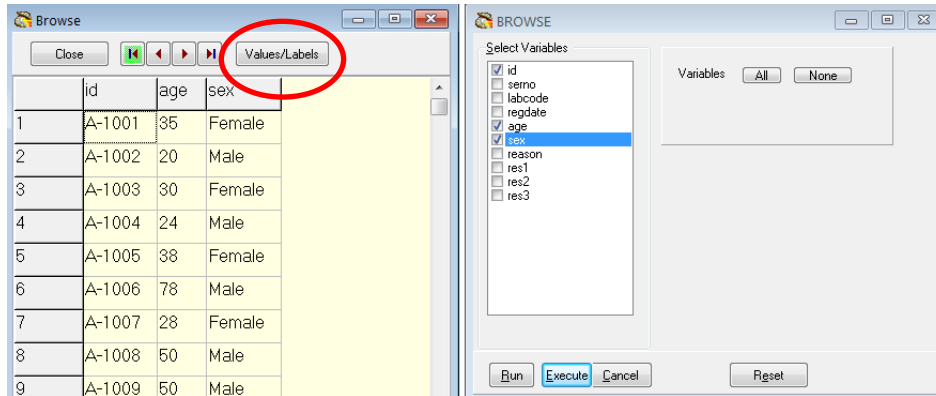 Browse
Close
Values/Labels
id age sex
1 A-1001 35 Female
2 A-1002 20 Male
3 A-1003 30 Female
4 A-1004 24 Male
5 A-1005 38 Female
6 A-1006 78 Male
7 A-1007 28 Female
8 A-1008 50 Male
9 A-1009 50 Male
BROWSE
Select Variables
id
serno
labcode
regdate
age
sex
reason
res1
res2
res3
Variables All None
Run Execute Cancel Reset